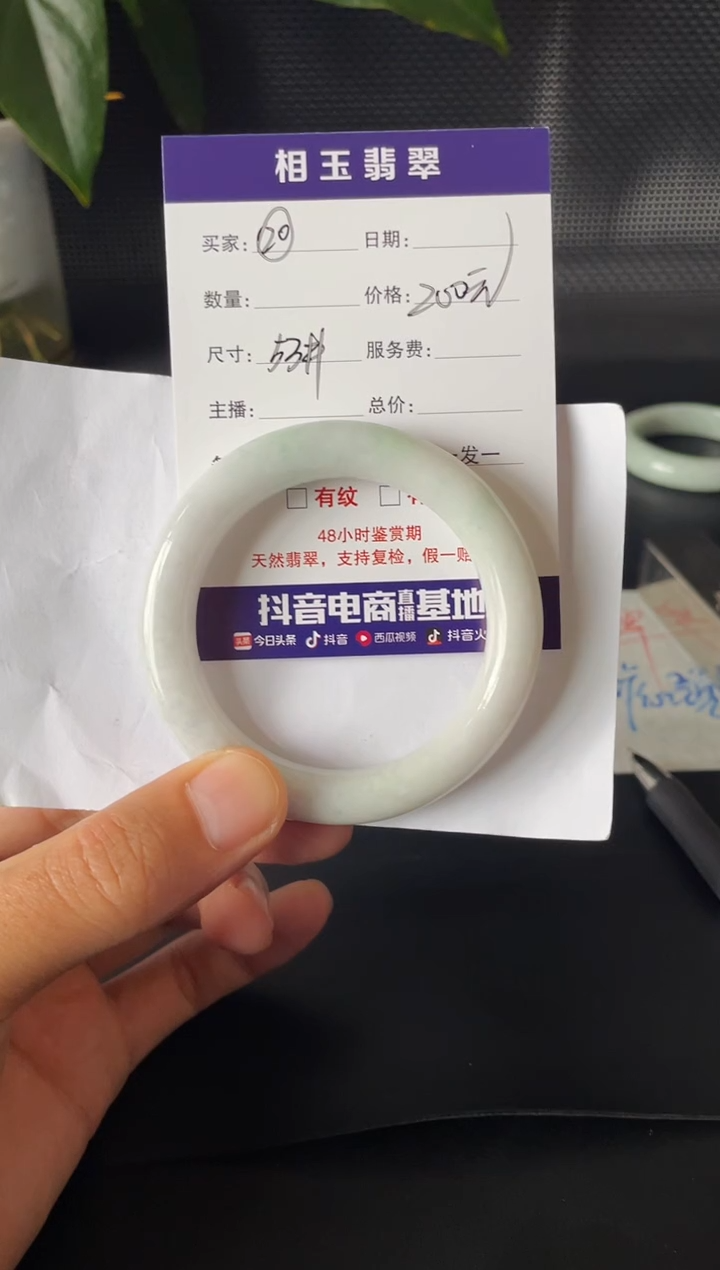 相玉翡翠
买家: 120 日期:
数量: 价格: 200元
尺寸: 服务费:
主播: 总价:
发一
□ 有纹 □
48小时鉴赏期
天然翡翠，支持复检，假一赔
抖音电商直播基地
头条 今日头条 抖音 西瓜视频 抖音火